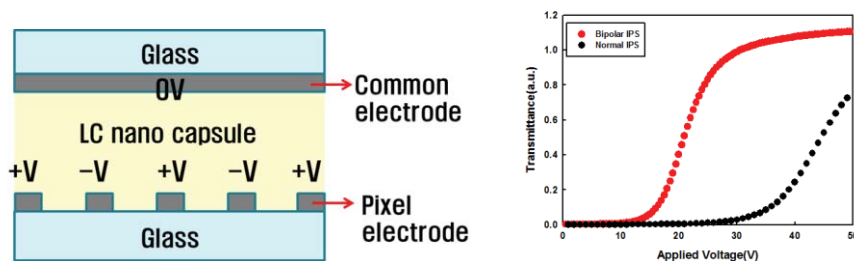 Glass
0V
Common
electrode
LC nano capsule
+V −V +V −V +V
Pixel
electrode
Glass
Transmittance(a.u.)
1.2
1.0
0.8
0.6
0.4
0.2
0.0
Bipolar IPS
Normal IPS
0 10 20 30 40
Applied Voltage(V)